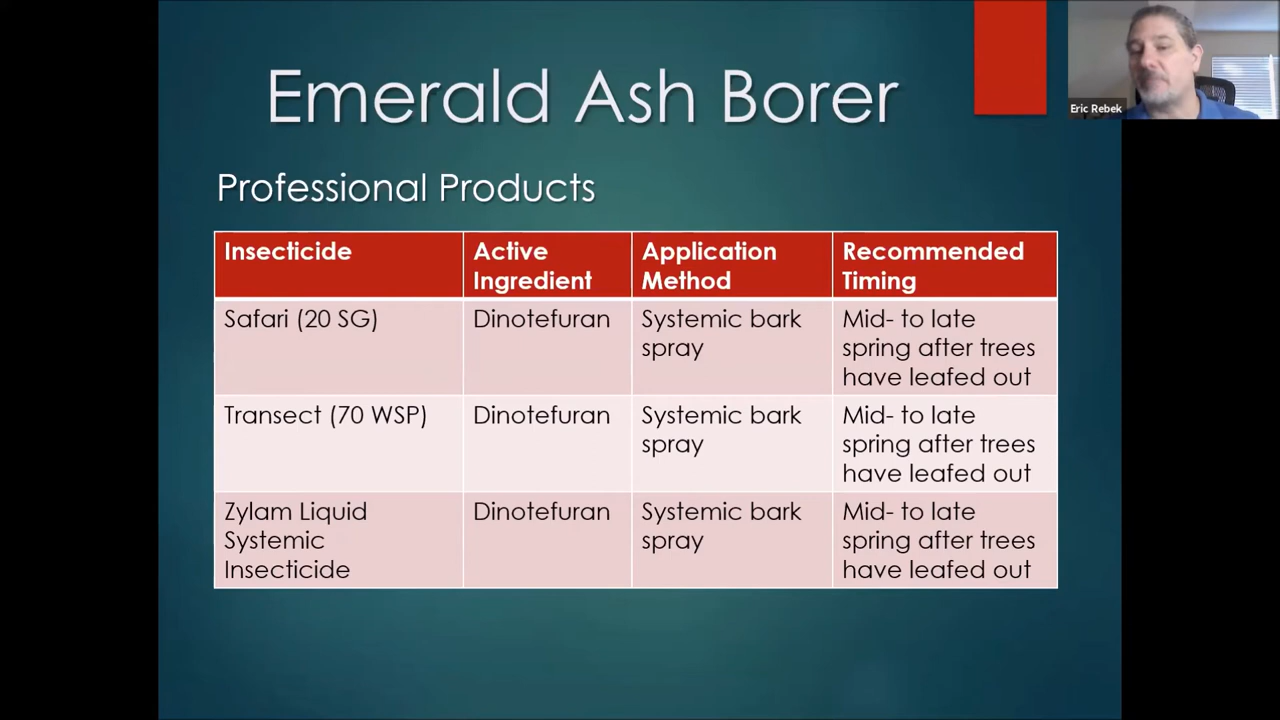 Emerald Ash Borer
Eric Rebek
Professional Products
Insecticide
Active
Ingredient
Application
Method
Recommended
Timing
Safari (20 SG)
Dinotefuran
Systemic bark
spray
Mid- to late
spring after trees
have leafed out
Transect (70 WSP)
Dinotefuran
Systemic bark
spray
Mid- to late
spring after trees
have leafed out
Zylam Liquid
Systemic
Insecticide
Dinotefuran
Systemic bark
spray
Mid- to late
spring after trees
have leafed out